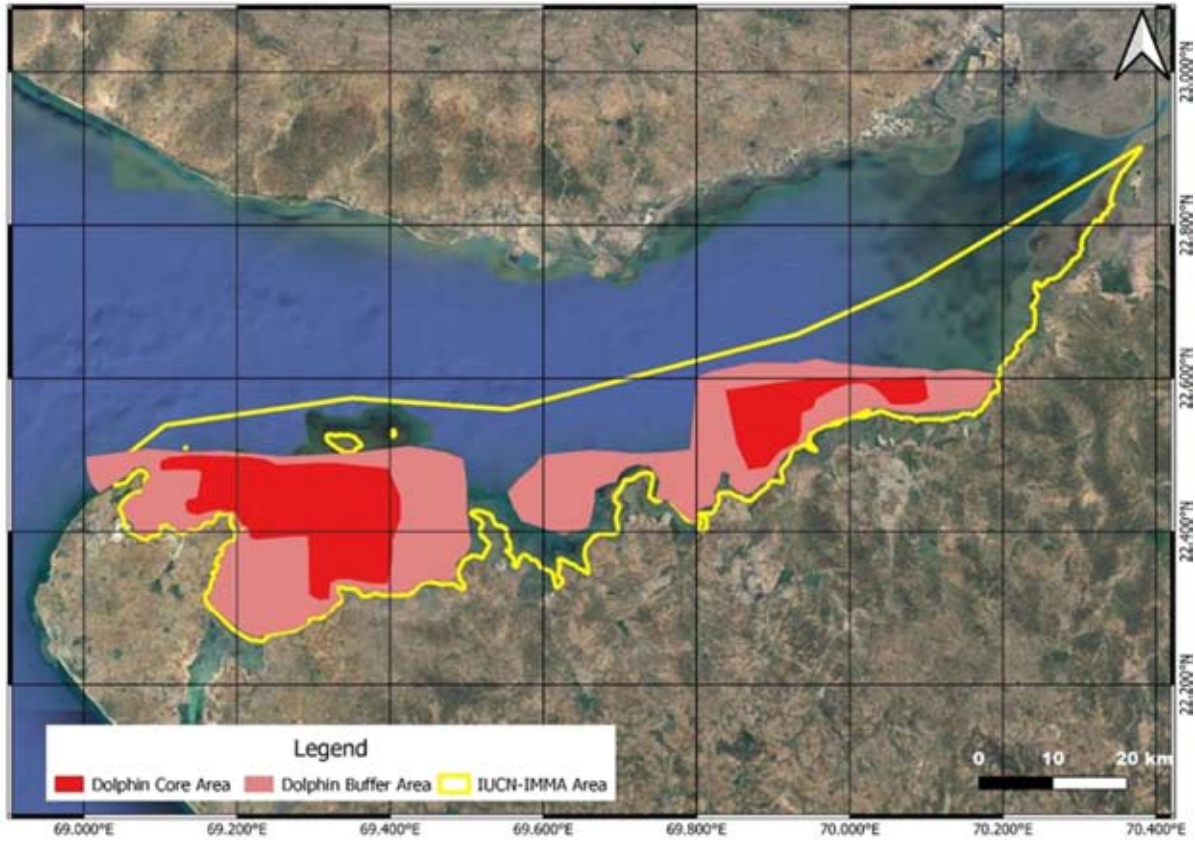 23.000°N
22.800°N
22.600°N
22.400°N
22.200°N
Legend
Dolphin Core Area
Dolphin Buffer Area
IUCN-IMMA Area
0 10 20 km
69.000°E 69.200°E 69.400°E 69.600°E 69.800°E 70.000°E 70.200°E 70.400°E